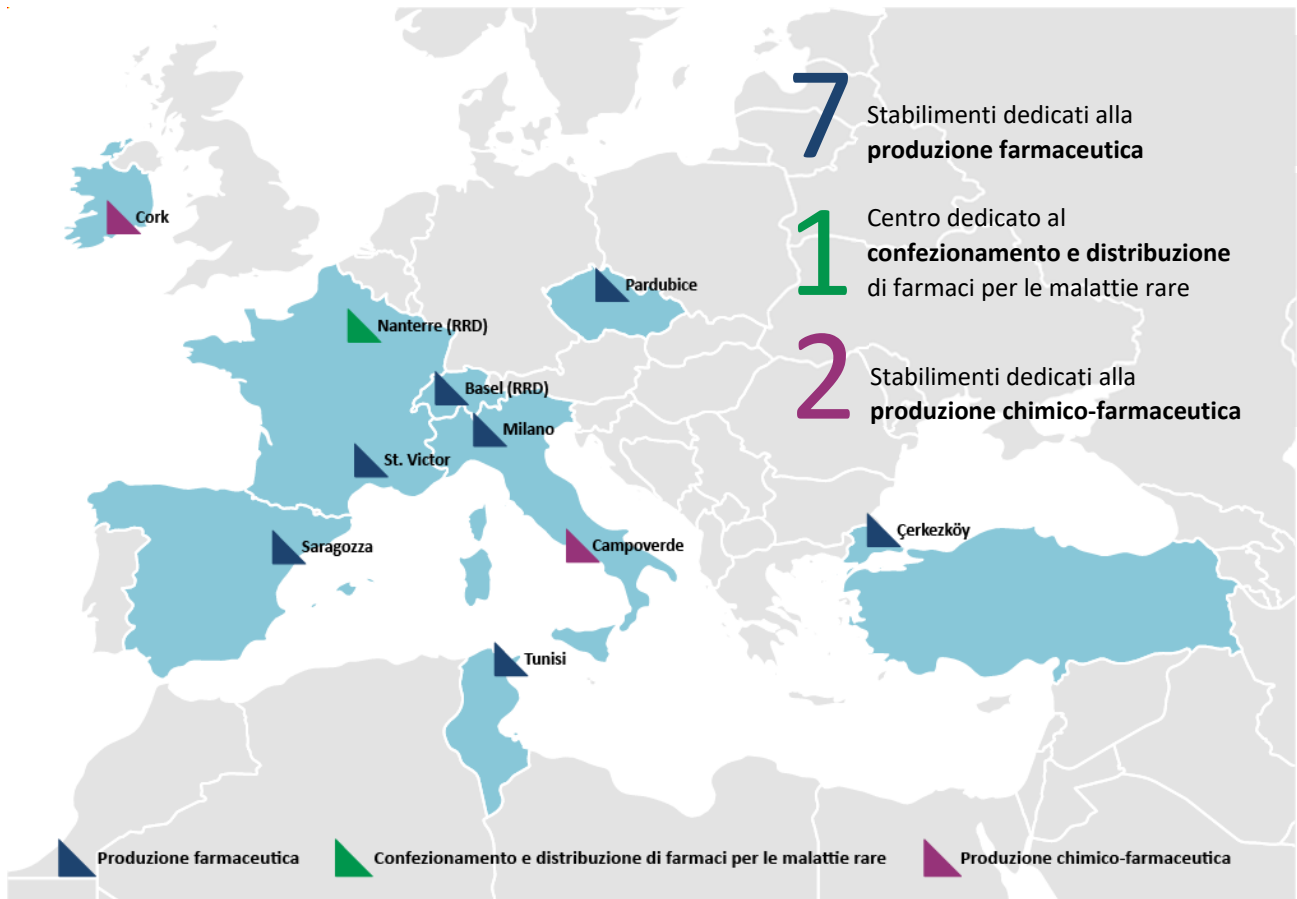 7
Stabilimenti dedicati alla
produzione farmaceutica
1
Centro dedicato al
confezionamento e distribuzione
di farmaci per le malattie rare
2
Stabilimenti dedicati alla
produzione chimico-farmaceutica
Cork
Pardubice
Nanterre (RRD)
Basel (RRD)
Milano
St. Victor
Çerkezköy
Saragozza
Campoverde
Tunisi
Produzione farmaceutica
Confezionamento e distribuzione di farmaci per le malattie rare
Produzione chimico-farmaceutica